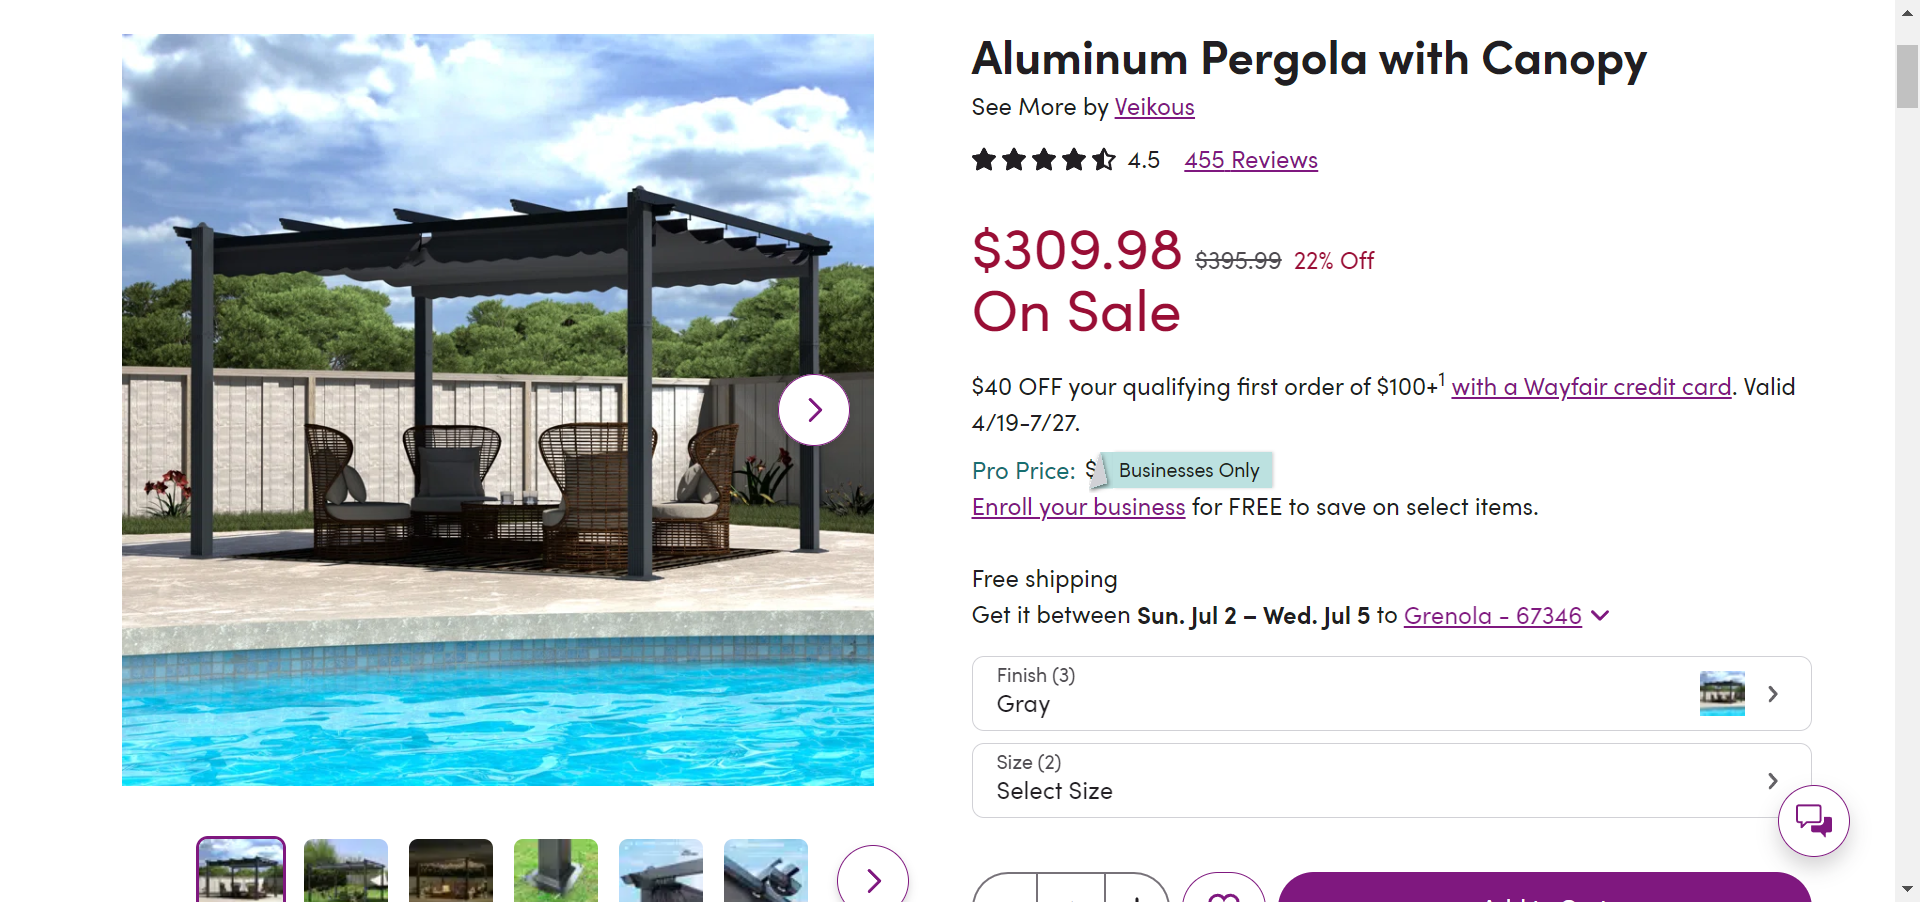 Aluminum Pergola with Canopy
See More by Veikous
4.5 455 Reviews
$309.98 $395.99 22% Off
On Sale
$40 OFF your qualifying first order of $100+1 with a Wayfair credit card. Valid
4/19-7/27.
Pro Price: $ Businesses Only
Enroll your business for FREE to save on select items.
Free shipping
Get it between Sun. Jul 2 – Wed. Jul 5 to Grenola - 67346
Finish (3)
Gray
Size (2)
Select Size